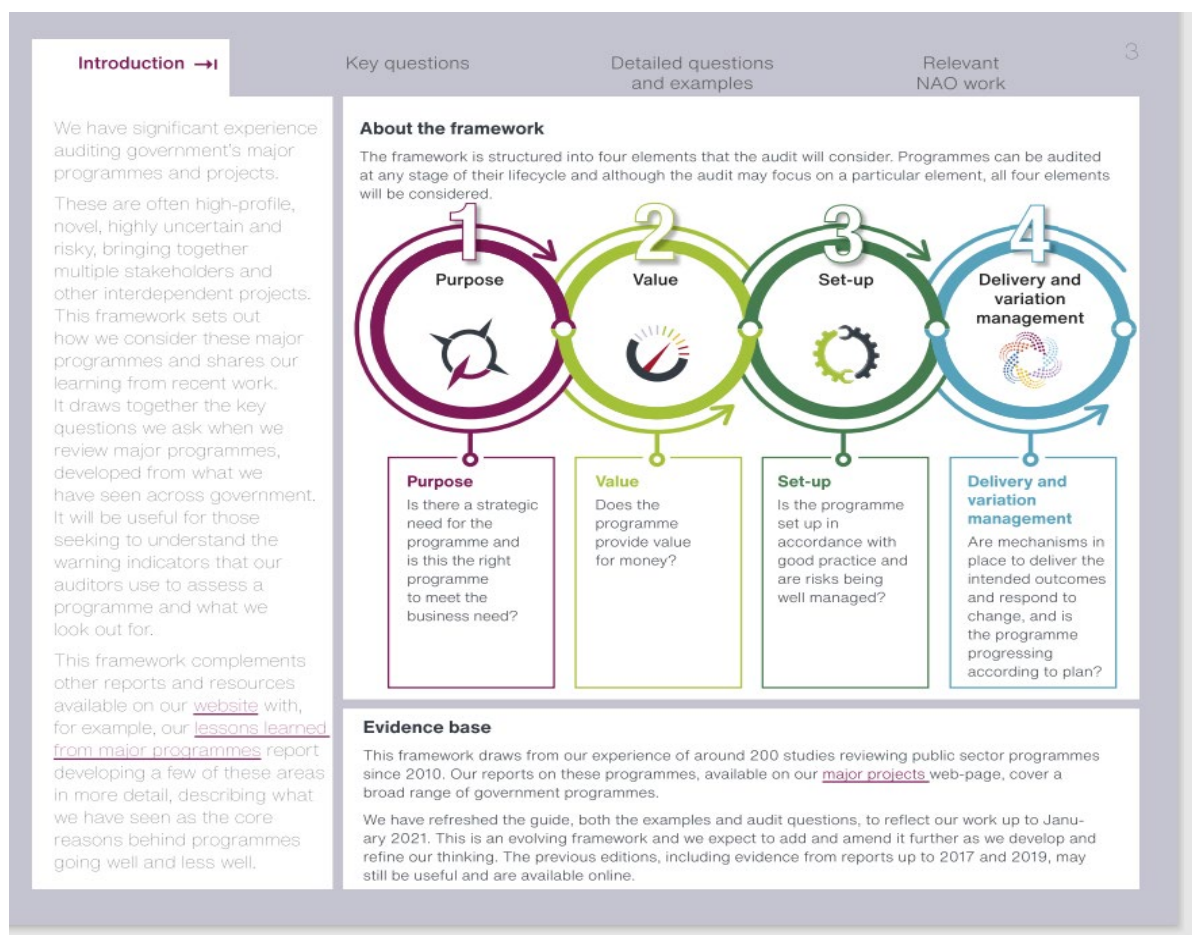 Introduction →
Key questions
Detailed questions
and examples
Relevant
NAO work
3
We have significant experience
auditing government's major
programmes and projects.
These are often high-profile,
novel, highly uncertain and
risky, bringing together
multiple stakeholders and
other interdependent projects.
This framework sets out
how we consider these major
programmes and shares our
learning from recent work.
It draws together the key
questions we ask when we
review major programmes,
developed from what we
have seen across government.
It will be useful for those
seeking to understand the
warning indicators that our
auditors use to assess a
programme and what we
look out for.
This framework complements
other reports and resources
available on our website with,
for example, our lessons learned
from major programmes report
developing a few of these areas
in more detail, describing what
we have seen as the core
reasons behind programmes
going well and less well.
About the framework
The framework is structured into four elements that the audit will consider. Programmes can be audited
at any stage of their lifecycle and although the audit may focus on a particular element, all four elements
will be considered.
1
Purpose
2
Value
3
Set-up
4
Delivery and
variation
management
Purpose
Is there a strategic
need for the
programme and
is this the right
programme
to meet the
business need?
Value
Does the
programme
provide value
for money?
Set-up
Is the programme
set up in
accordance with
good practice and
are risks being
well managed?
Delivery and
variation
management
Are mechanisms in
place to deliver the
intended outcomes
and respond to
change, and is
the programme
progressing
according to plan?
Evidence base
This framework draws from our experience of around 200 studies reviewing public sector programmes
since 2010. Our reports on these programmes, available on our major projects web-page, cover a
broad range of government programmes.
We have refreshed the guide, both the examples and audit questions, to reflect our work up to Janu-
ary 2021. This is an evolving framework and we expect to add and amend it further as we develop and
refine our thinking. The previous editions, including evidence from reports up to 2017 and 2019, may
still be useful and are available online.